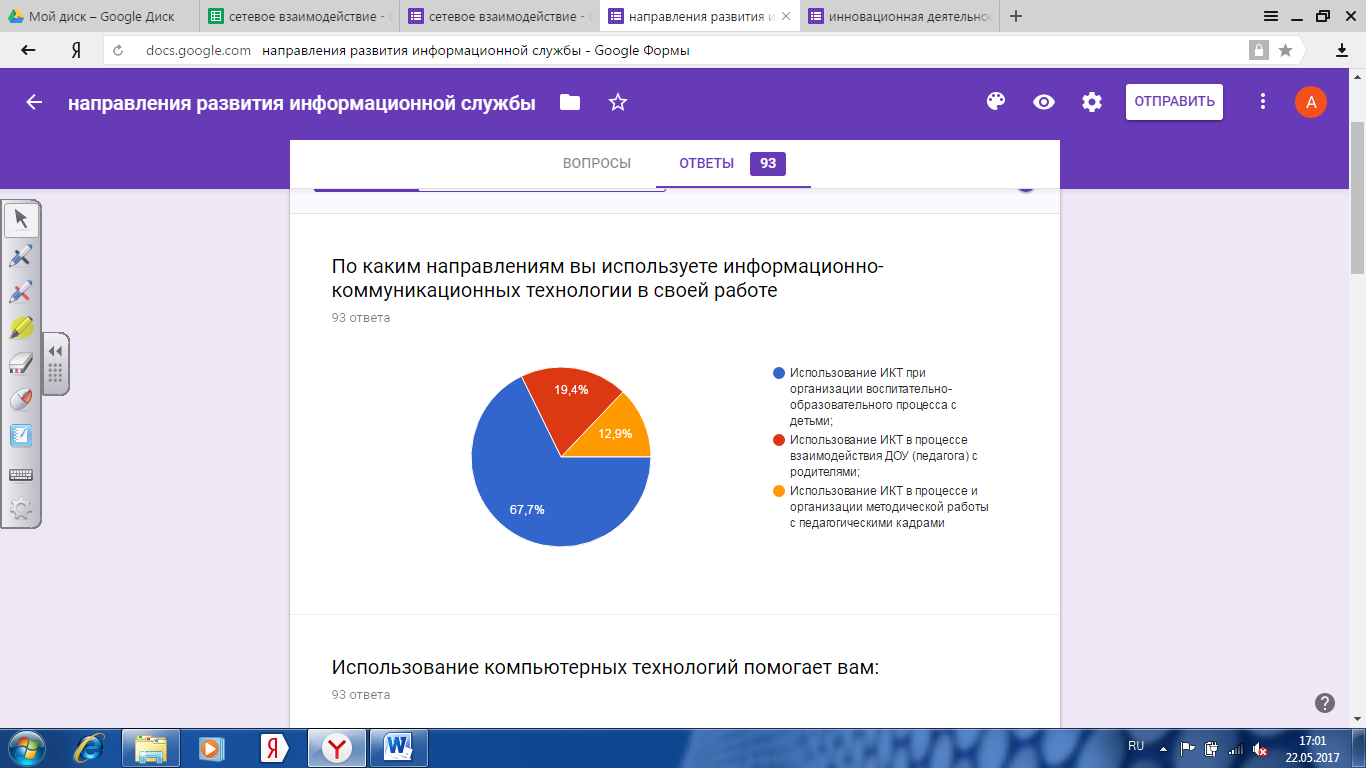 Мой диск – Google Диск
сетевое взаимодействие -
сетевое взаимодействие -
направления развития и
инновационная деятельно
Я
docs.google.com направления развития информационной службы - Google Формы
направления развития информационной службы
ОТПРАВИТЬ
А
ВОПРОСЫ
ОТВЕТЫ 93
По каким направлениям вы используете информационно-
коммуникационных технологии в своей работе
93 ответа
19,4%
12,9%
67,7%
Использование ИКТ при
организации воспитательно-
образовательного процесса с
детьми;
Использование ИКТ в процессе
взаимодействия ДОУ (педагога) с
родителями;
Использование ИКТ в процессе и
организации методической работы
с педагогическими кадрами
Использование компьютерных технологий помогает вам:
93 ответа
RU
17:01
22.05.2017